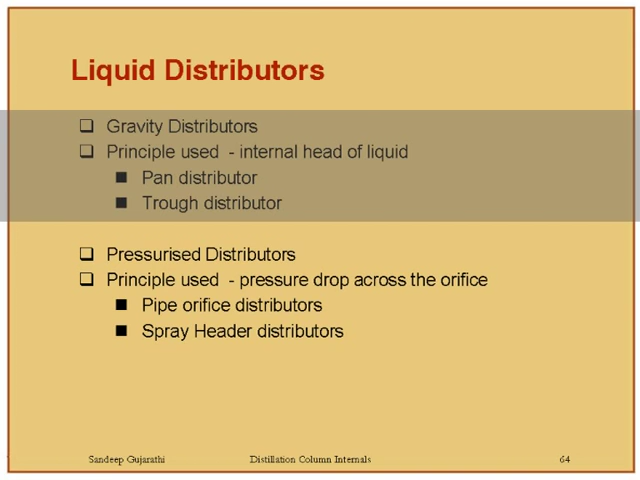 Liquid Distributors
❑ Gravity Distributors
❑ Principle used - internal head of liquid
■ Pan distributor
■ Trough distributor
❑ Pressurised Distributors
❑ Principle used - pressure drop across the orifice
■ Pipe orifice distributors
■ Spray Header distributors
Sandeep Gujarathi Distillation Column Internals 64